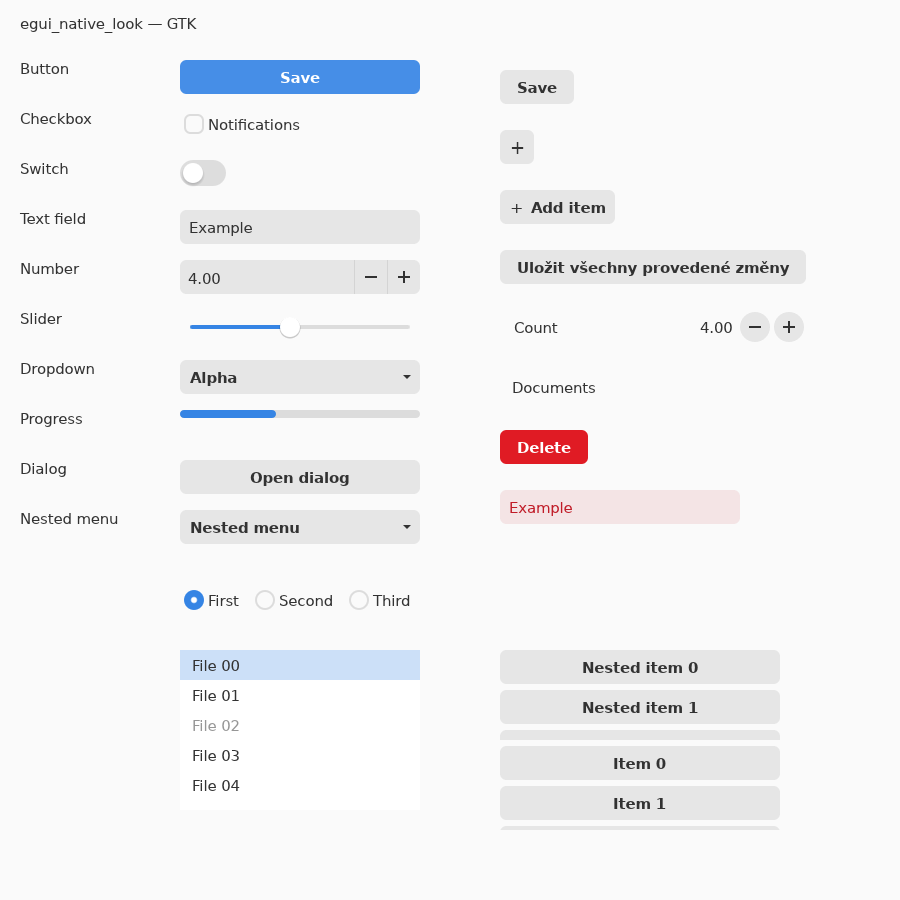 egui_native_look — GTK
Button
Save
Checkbox
Notifications
Switch
Text field
Example
Number
4.00
Slider
Dropdown
Alpha
Progress
Dialog
Open dialog
Nested menu
Nested menu
First
Second
Third
File 00
File 01
File 02
File 03
File 04
Save
+
+ Add item
Uložit všechny provedené změny
Count
4.00
Documents
Delete
Example
Nested item 0
Nested item 1
Item 0
Item 1